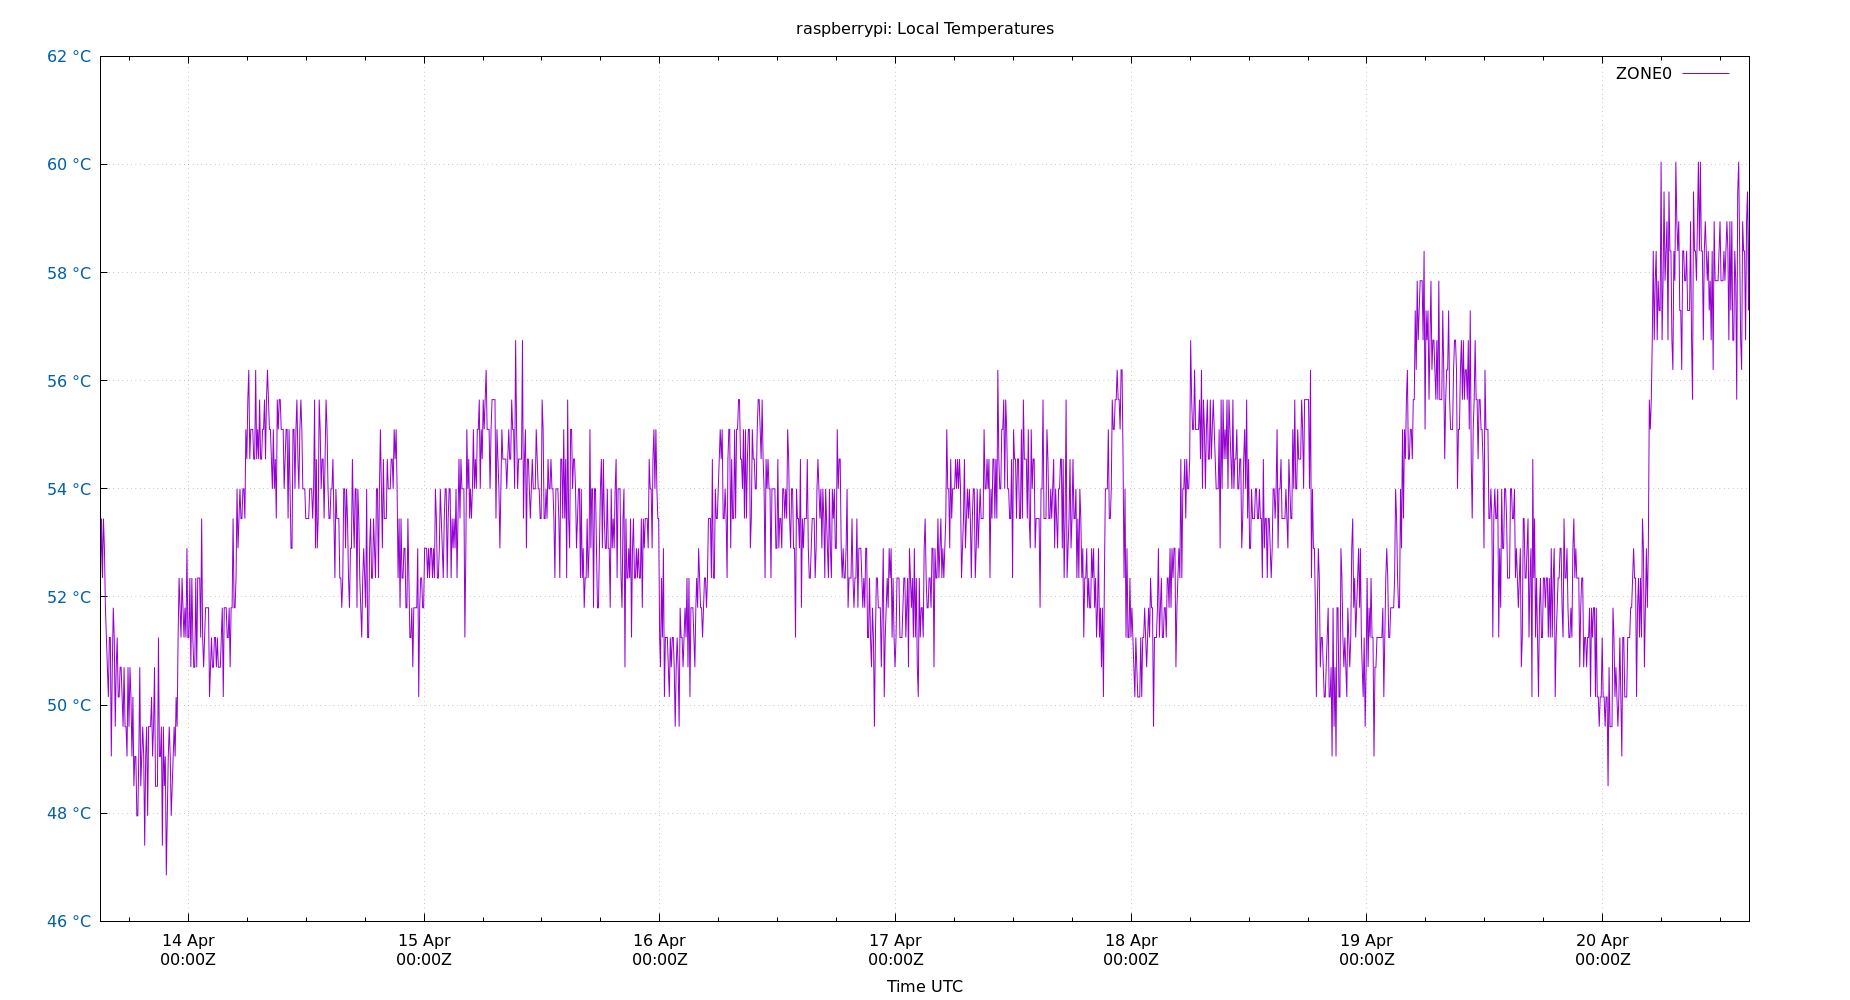 raspberrypi: Local Temperatures
62 °C
ZONE0
60 °C
58 °C
56 °C
54 °C
52 °C
50 °C
48 °C
46 °C
14 Apr 15 Apr 16 Apr 17 Apr 18 Apr 19 Apr 20 Apr
00:00Z 00:00Z 00:00Z 00:00Z 00:00Z 00:00Z 00:00Z
Time UTC